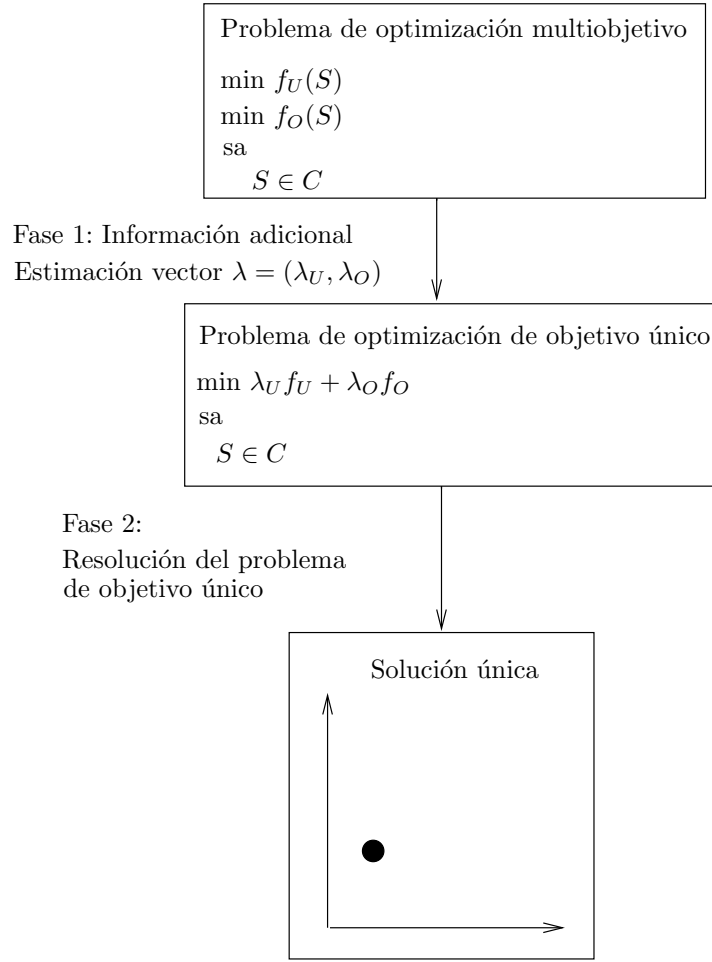 Problema de optimización multiobjetivo
min f_U(S)
min f_O(S)
sa
S ∈ C
Fase 1: Información adicional
Estimación vector λ = (λ_U, λ_O)
Problema de optimización de objetivo único
min λ_U f_U + λ_O f_O
sa
S ∈ C
Fase 2:
Resolución del problema
de objetivo único
Solución única